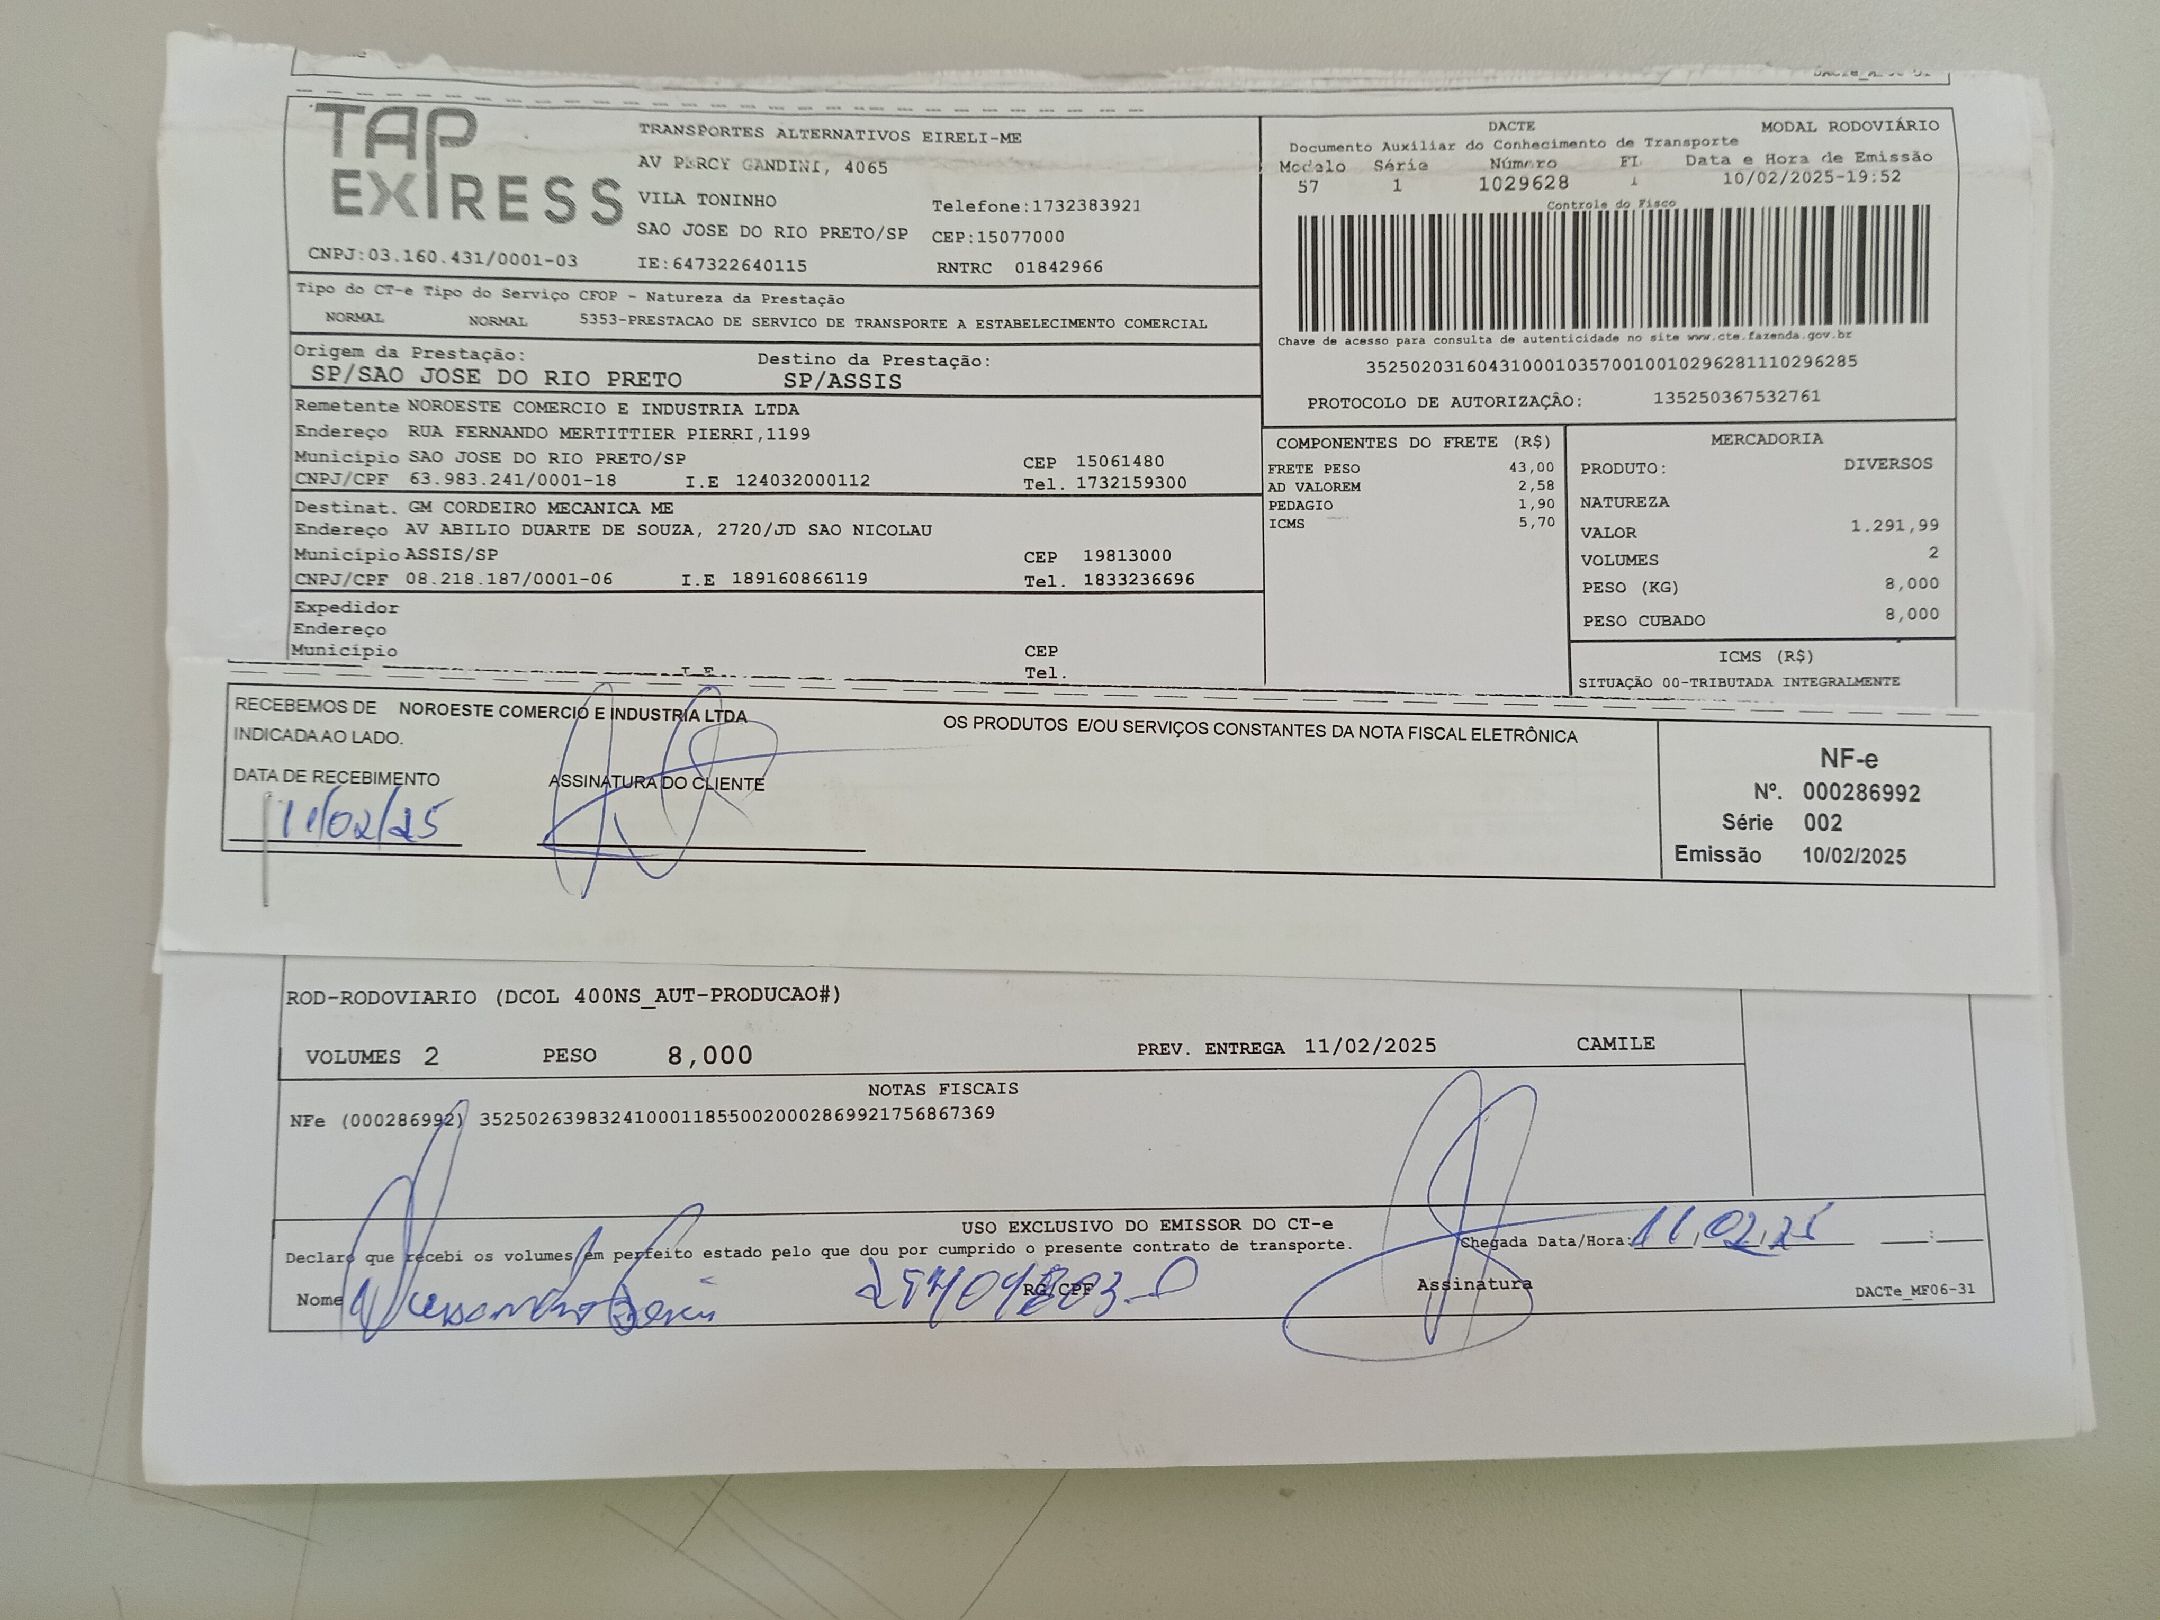 TAP
EXPRESS
TRANSPORTES ALTERNATIVOS EIRELI-ME
AV PERCY GANDINI, 4065
VILA TONINHO Telefone:1732383921
SAO JOSE DO RIO PRETO/SP CEP:15077000
CNPJ:03.160.431/0001-03 IE:647322640115 RNTRC 01842966
DACTE MODAL RODOVIÁRIO
Documento Auxiliar do Conhecimento de Transporte
Modelo Série Número FL Data e Hora de Emissão
57 1 1029628 1 10/02/2025-19:52
Controle do Fisco
Chave de acesso para consulta de autenticidade no site www.cte.fazenda.gov.br
35250203160431000103570010010296281110296285
PROTOCOLO DE AUTORIZAÇÃO: 135250367532761
Tipo do CT-e Tipo do Serviço CFOP - Natureza da Prestação
NORMAL NORMAL 5353-PRESTACAO DE SERVICO DE TRANSPORTE A ESTABELECIMENTO COMERCIAL
Origem da Prestação: Destino da Prestação:
SP/SAO JOSE DO RIO PRETO SP/ASSIS
Remetente NOROESTE COMERCIO E INDUSTRIA LTDA
Endereço RUA FERNANDO MERTITTIER PIERRI,1199
Município SAO JOSE DO RIO PRETO/SP CEP 15061480
CNPJ/CPF 63.983.241/0001-18 I.E 124032000112 Tel. 1732159300
Destinat. GM CORDEIRO MECANICA ME
Endereço AV ABILIO DUARTE DE SOUZA, 2720/JD SAO NICOLAU
Município ASSIS/SP CEP 19813000
CNPJ/CPF 08.218.187/0001-06 I.E 189160866119 Tel. 1833236696
Expedidor
Endereço
Município CEP
I.E Tel.
COMPONENTES DO FRETE (R$)
FRETE PESO 43,00
AD VALOREM 2,58
PEDAGIO 1,90
ICMS 5,70
MERCADORIA
PRODUTO: DIVERSOS
NATUREZA
VALOR 1.291,99
VOLUMES 2
PESO (KG) 8,000
PESO CUBADO 8,000
ICMS (R$)
SITUAÇÃO 00-TRIBUTADA INTEGRALMENTE
RECEBEMOS DE NOROESTE COMERCIO E INDUSTRIA LTDA OS PRODUTOS E/OU SERVIÇOS CONSTANTES DA NOTA FISCAL ELETRÔNICA
INDICADA AO LADO.
DATA DE RECEBIMENTO ASSINATURA DO CLIENTE
11/02/25
NF-e
Nº. 000286992
Série 002
Emissão 10/02/2025
ROD-RODOVIARIO (DCOL 400NS_AUT-PRODUCAO#)
VOLUMES 2 PESO 8,000 PREV. ENTREGA 11/02/2025 CAMILE
NOTAS FISCAIS
NFe (000286992) 35250263983241000118550020002869921756867369
USO EXCLUSIVO DO EMISSOR DO CT-e
Declaro que recebi os volumes em perfeito estado pelo que dou por cumprido o presente contrato de transporte. Chegada Data/Hora: 11,02,25 :
Nome RG/CPF Assinatura DACTe_MF06-31